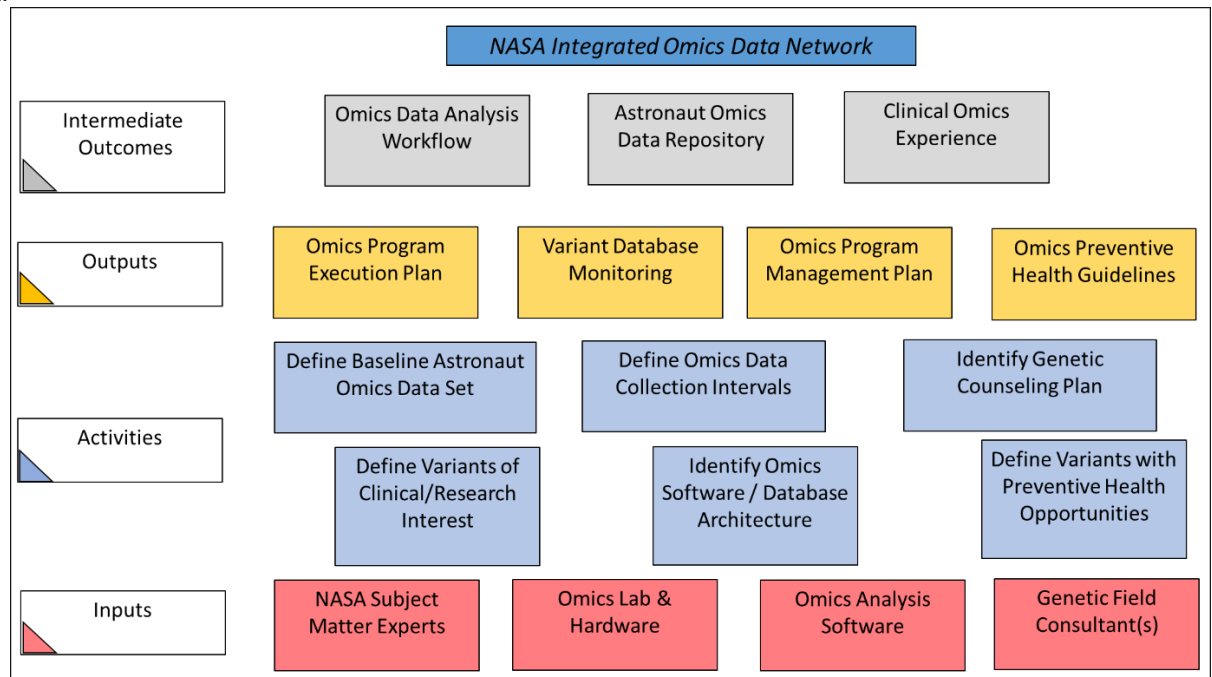 NASA Integrated Omics Data Network
Intermediate
Outcomes
Omics Data Analysis
Workflow
Astronaut Omics
Data Repository
Clinical Omics
Experience
Outputs
Omics Program
Execution Plan
Variant Database
Monitoring
Omics Program
Management Plan
Omics Preventive
Health Guidelines
Activities
Define Baseline Astronaut
Omics Data Set
Define Omics Data
Collection Intervals
Identify Genetic
Counseling Plan
Define Variants of
Clinical/Research
Interest
Identify Omics
Software / Database
Architecture
Define Variants with
Preventive Health
Opportunities
Inputs
NASA Subject
Matter Experts
Omics Lab &
Hardware
Omics Analysis
Software
Genetic Field
Consultant(s)